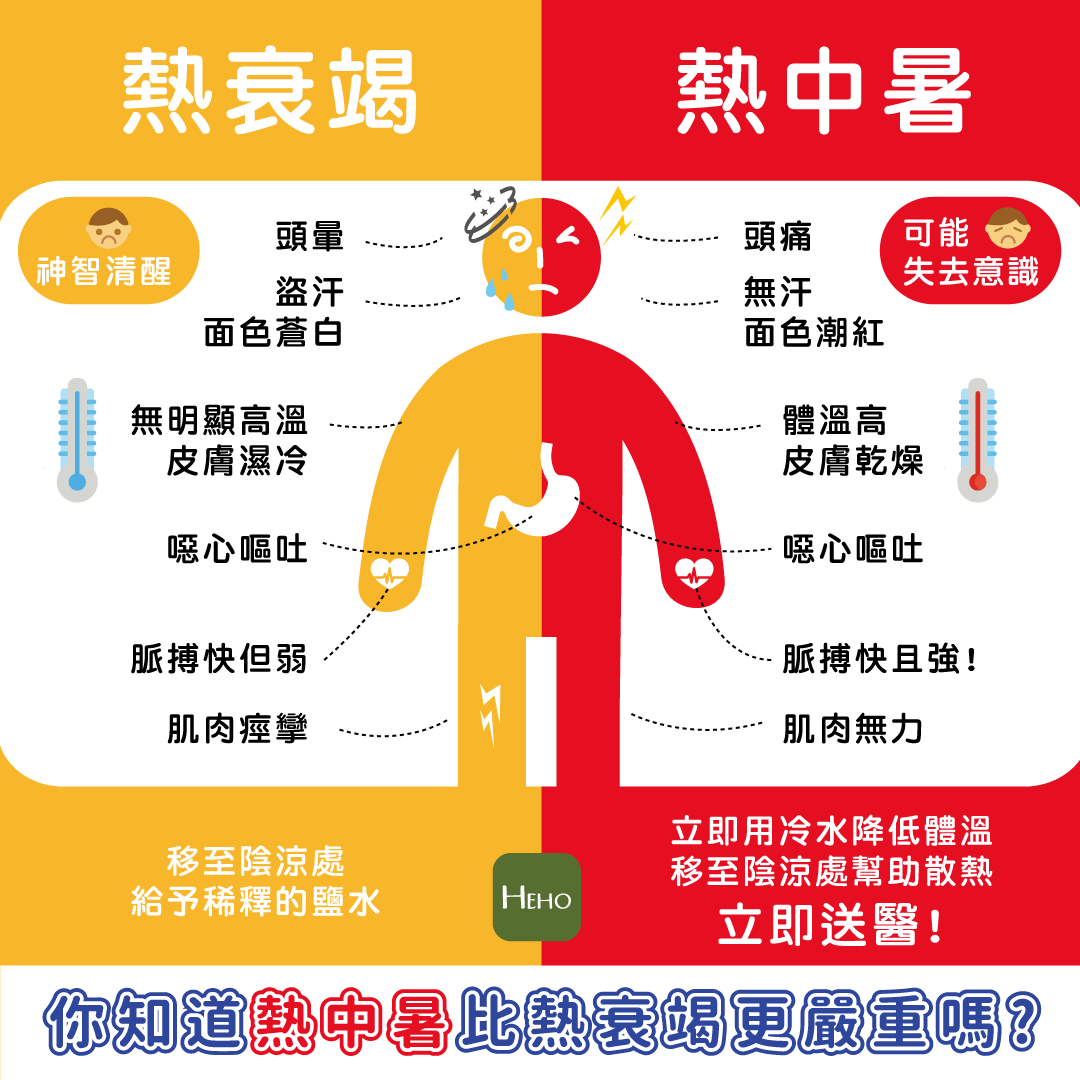 熱衰竭
熱中暑
神智清醒
頭暈
盜汗
面色蒼白
無明顯高溫
皮膚濕冷
噁心嘔吐
脈搏快但弱
肌肉痙攣
頭痛
可能
失去意識
無汗
面色潮紅
體溫高
皮膚乾燥
噁心嘔吐
脈搏快且強!
肌肉無力
移至陰涼處
給予稀釋的鹽水
HEHO
立即用冷水降低體溫
移至陰涼處幫助散熱
立即送醫!
你知道熱中暑比熱衰竭更嚴重嗎?